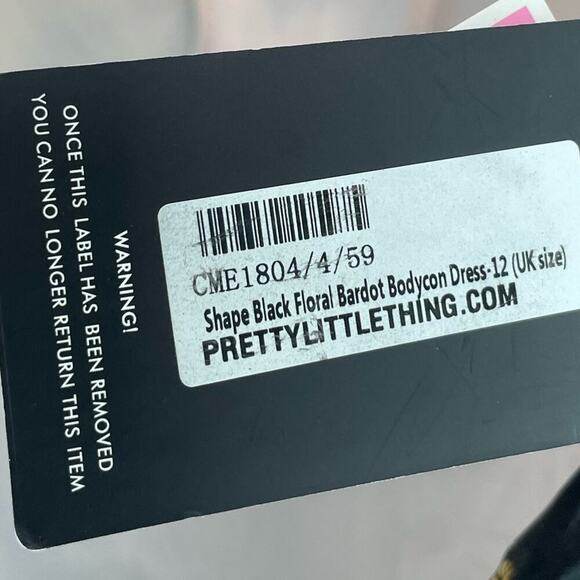 WARNING!
ONCE THIS LABEL HAS BEEN REMOVED
YOU CAN NO LONGER RETURN THIS ITEM
CME1804/4/59
Shape Black Floral Bardot Bodycon Dress-12 (UK size)
PRETTYLITTLETHING.COM